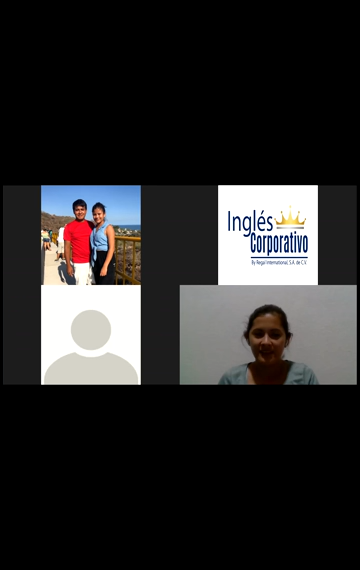 Inglés
Corporativo
By Regal International, S.A. de C.V.